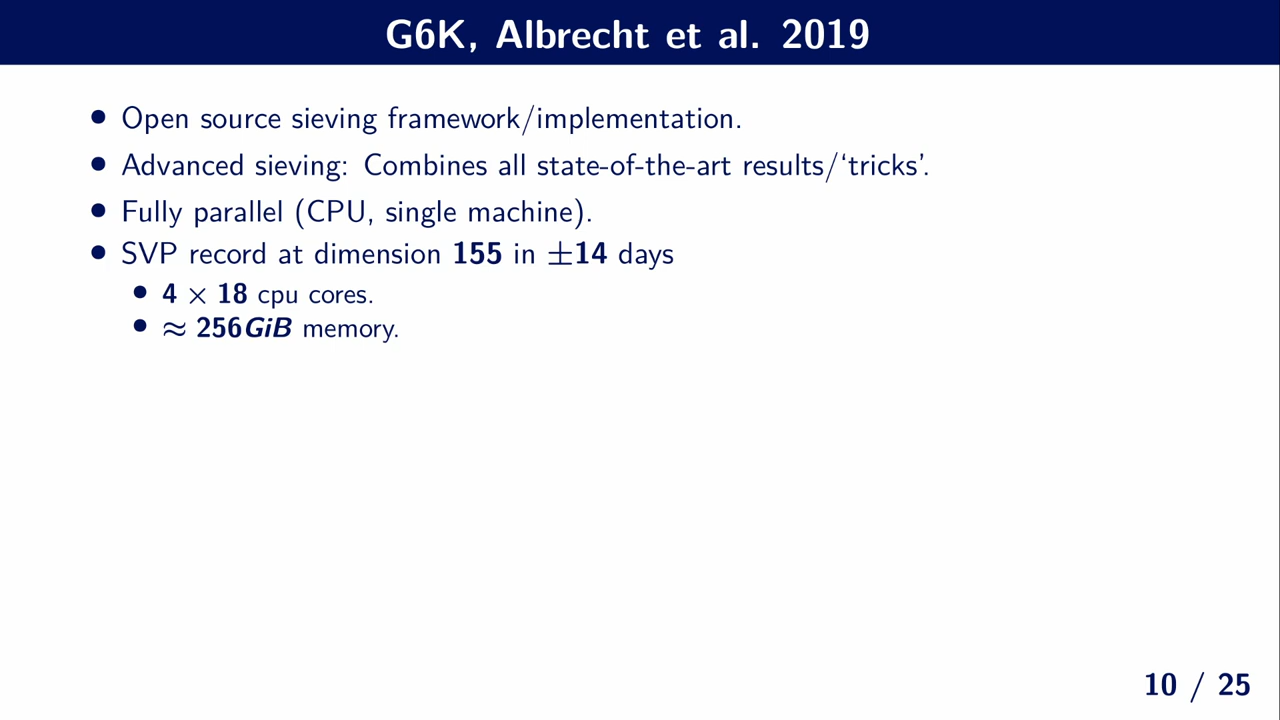 G6K, Albrecht et al. 2019
• Open source sieving framework/implementation.
• Advanced sieving: Combines all state-of-the-art results/‘tricks’.
• Fully parallel (CPU, single machine).
• SVP record at dimension 155 in ±14 days
• 4 × 18 cpu cores.
• ≈ 256GiB memory.
10 / 25